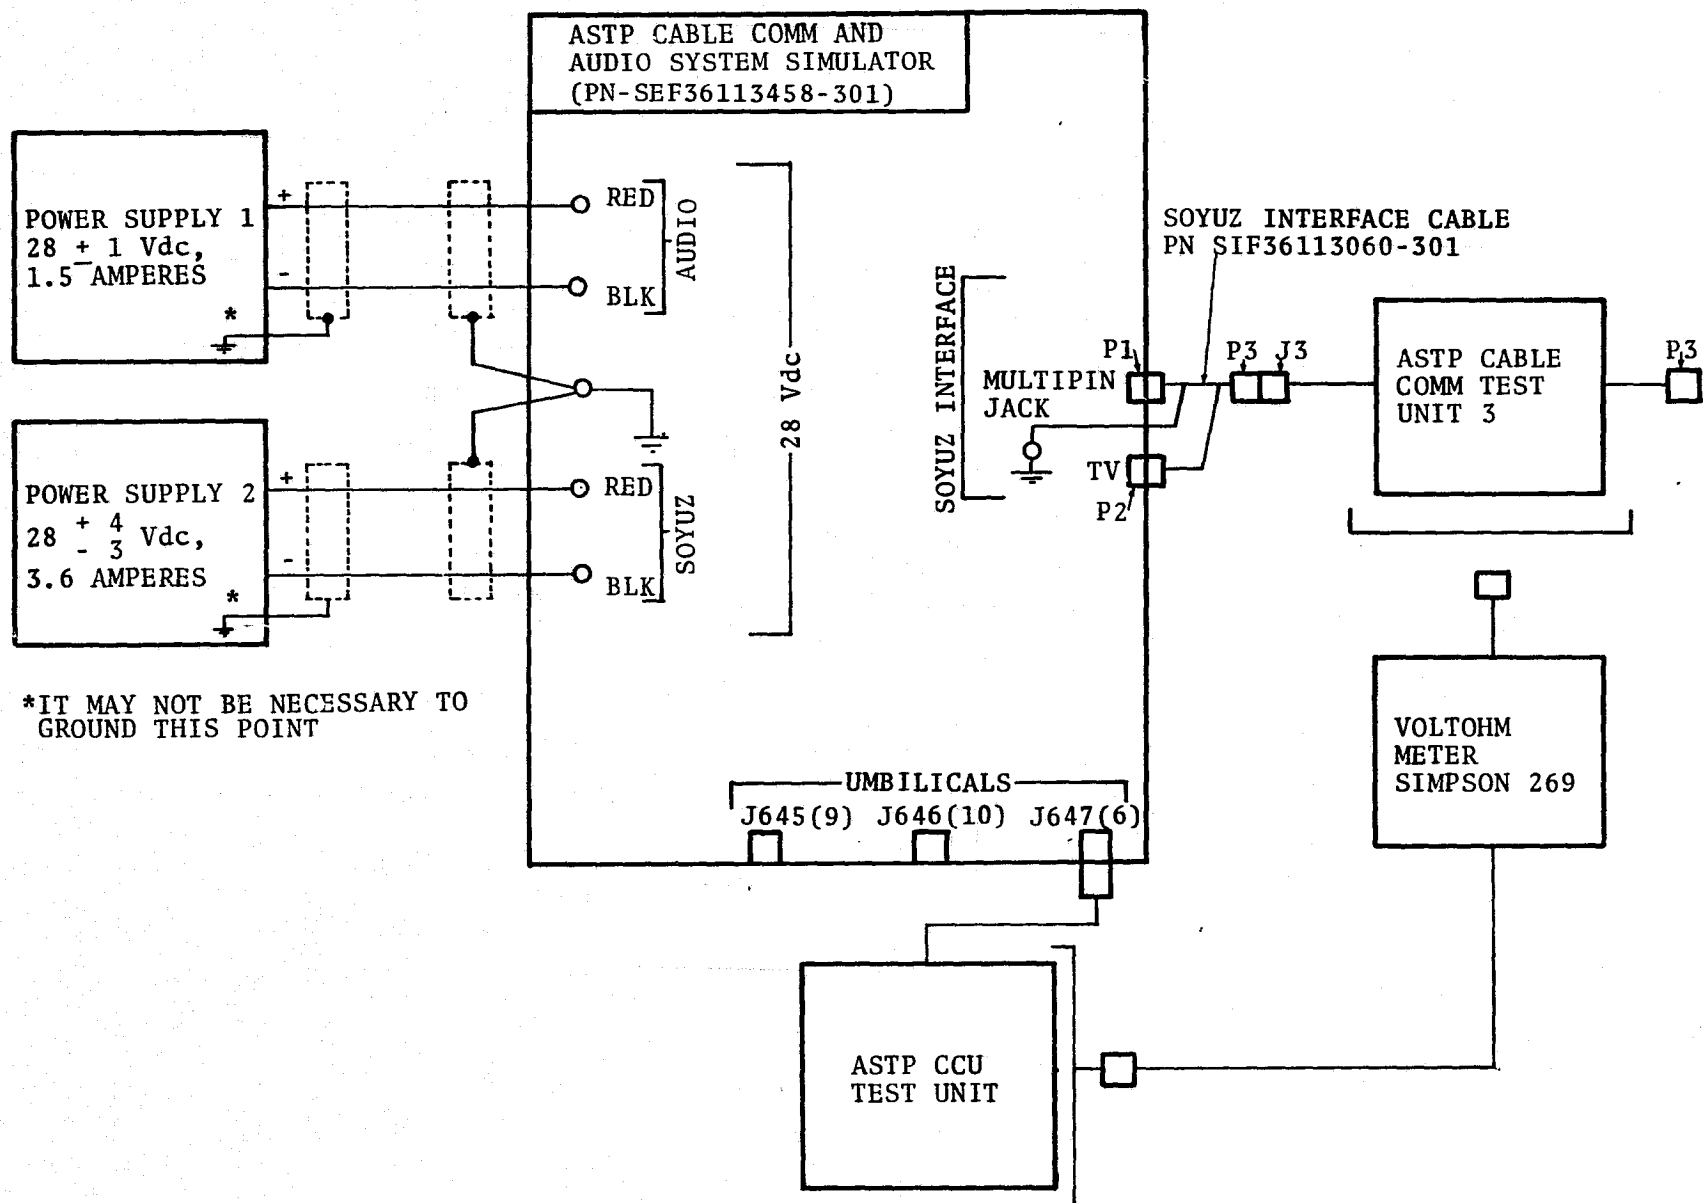 ASTP CABLE COMM AND
AUDIO SYSTEM SIMULATOR
(PN-SEF36113458-301)
POWER SUPPLY 1
28 ± 1 Vdc,
1.5 AMPERES
*
+
-
RED
BLK
AUDIO
POWER SUPPLY 2
28 + 4
- 3 Vdc,
3.6 AMPERES
*
+
-
RED
BLK
SOYUZ
28 Vdc
*IT MAY NOT BE NECESSARY TO
GROUND THIS POINT
SOYUZ INTERFACE
MULTIPIN
JACK
TV
P1
P2
SOYUZ INTERFACE CABLE
PN SIF36113060-301
P3
J3
ASTP CABLE
COMM TEST
UNIT 3
P3
VOLTOHM
METER
SIMPSON 269
UMBILICALS
J645(9) J646(10) J647(6)
ASTP CCU
TEST UNIT